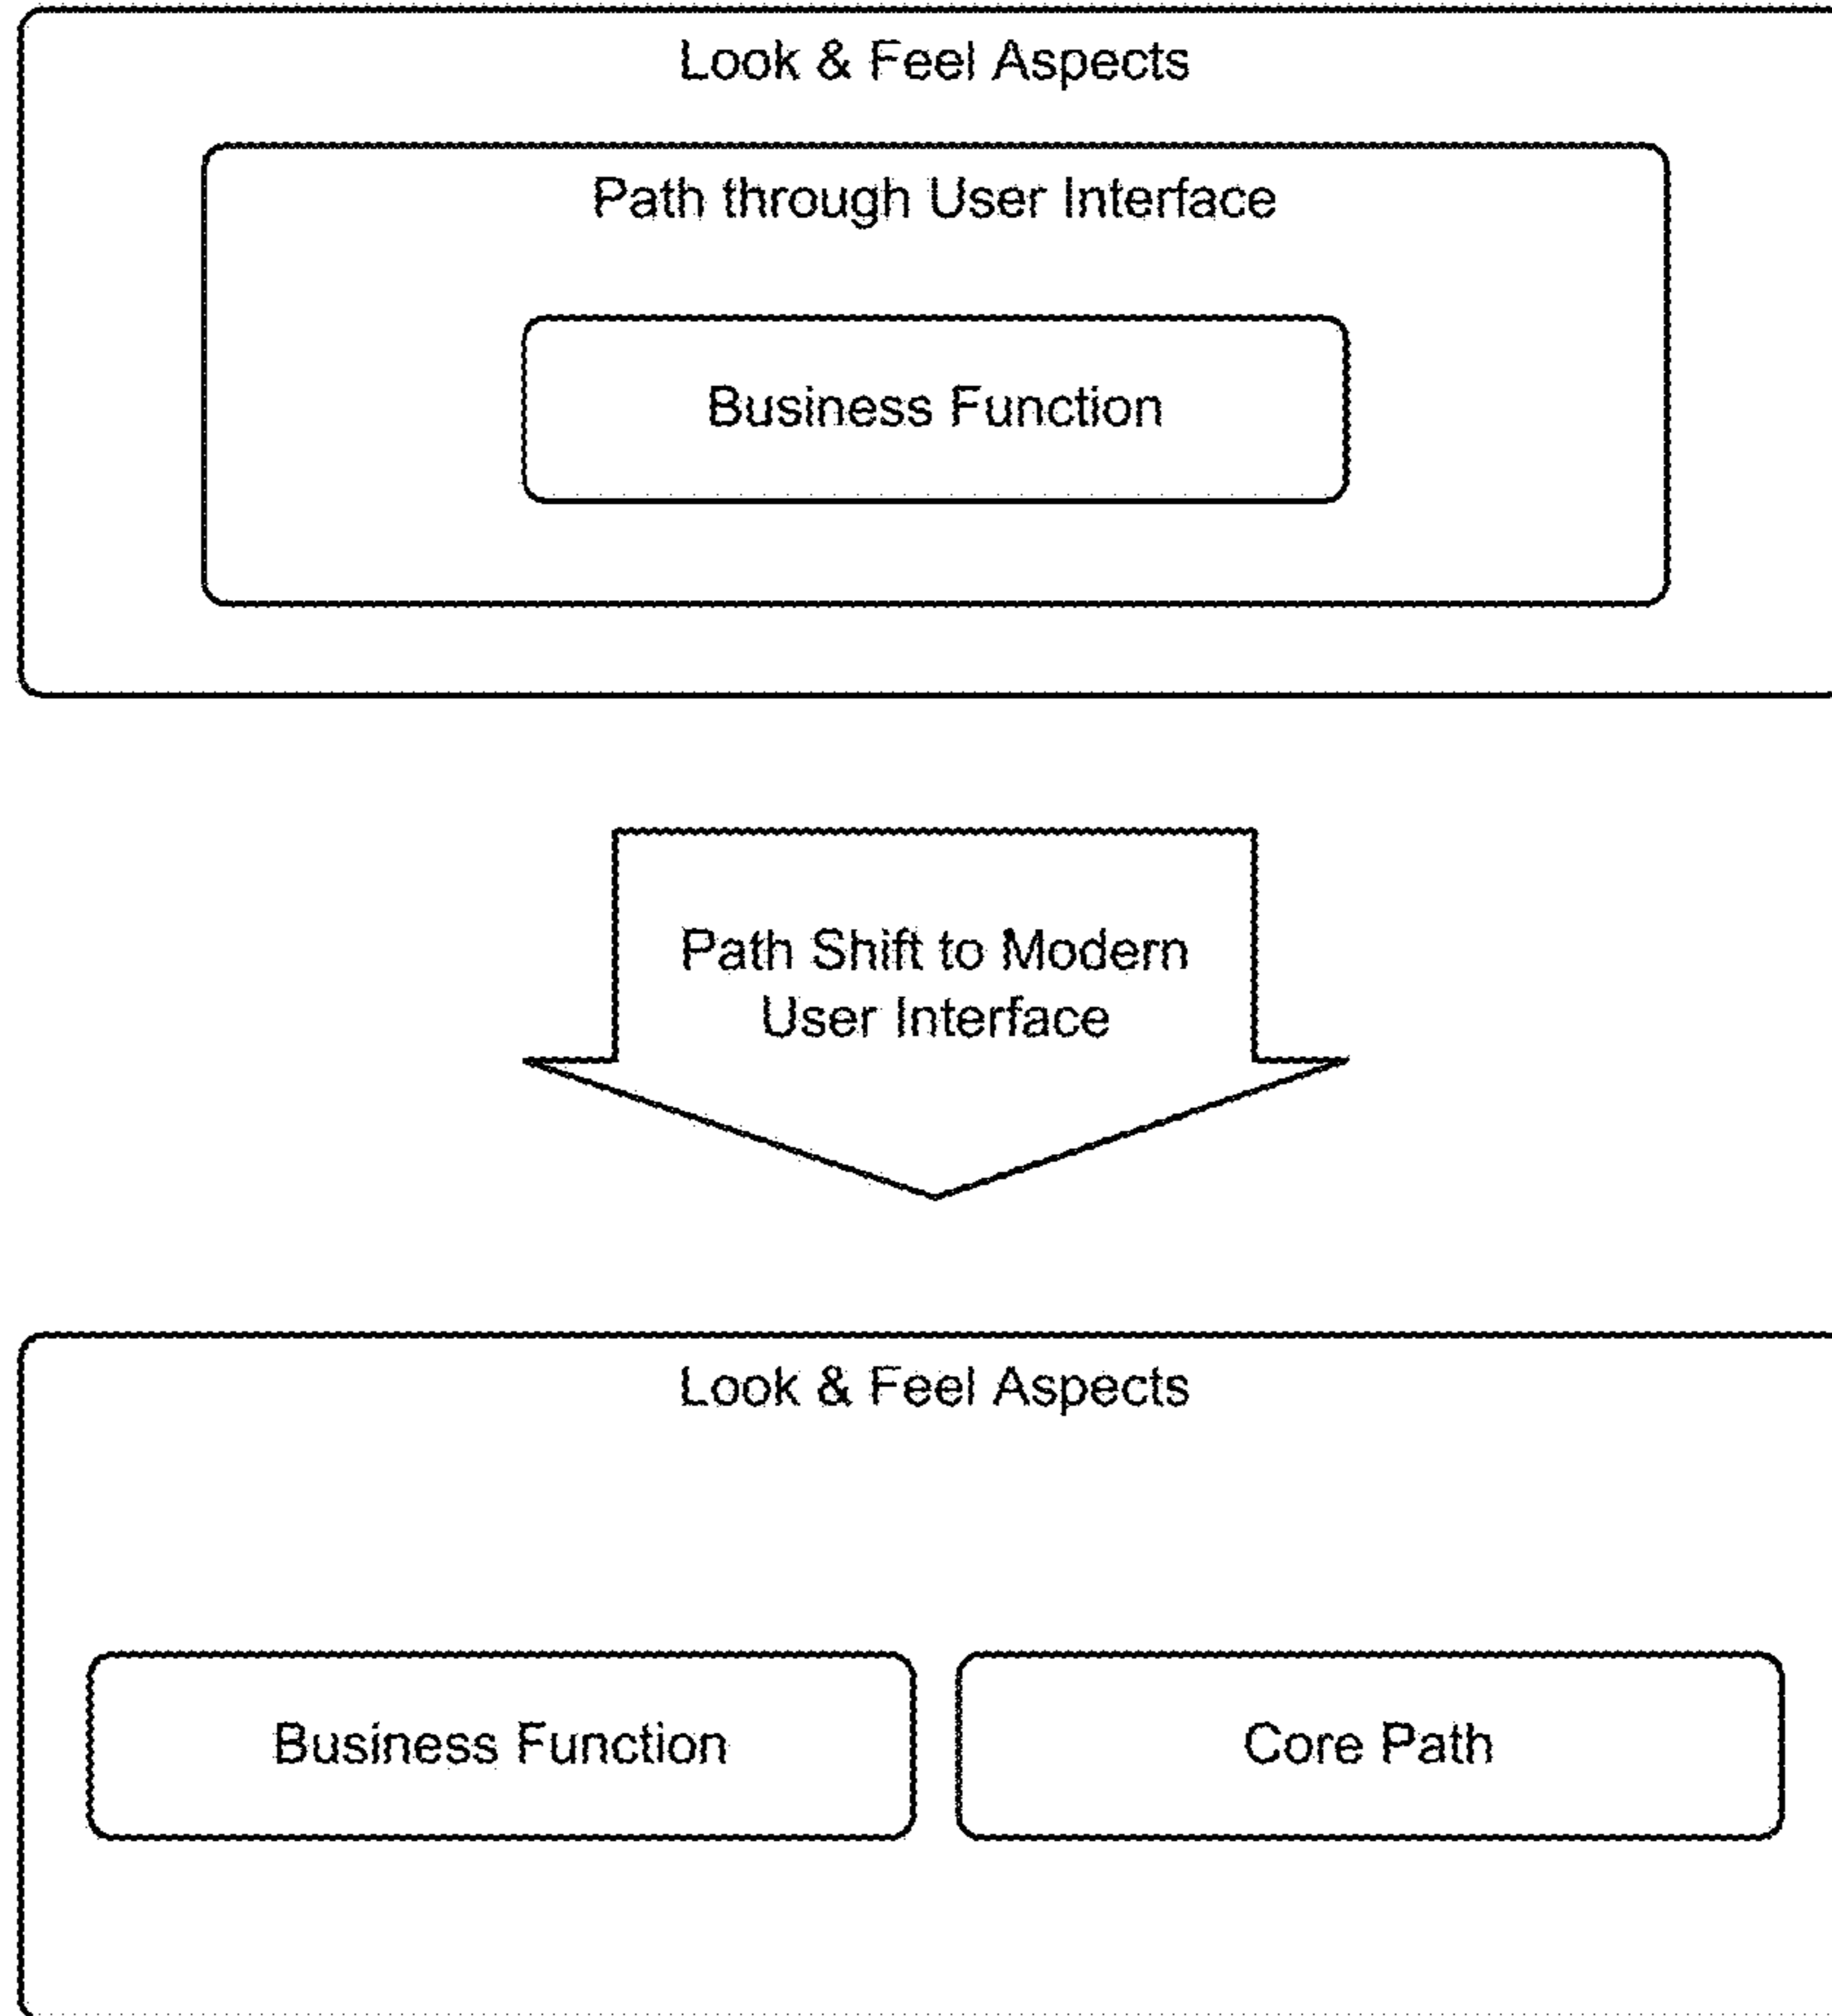 Look & Feel Aspects
Path through User Interface
Business Function
Path Shift to Modern
User Interface
Look & Feel Aspects
Business Function
Core Path